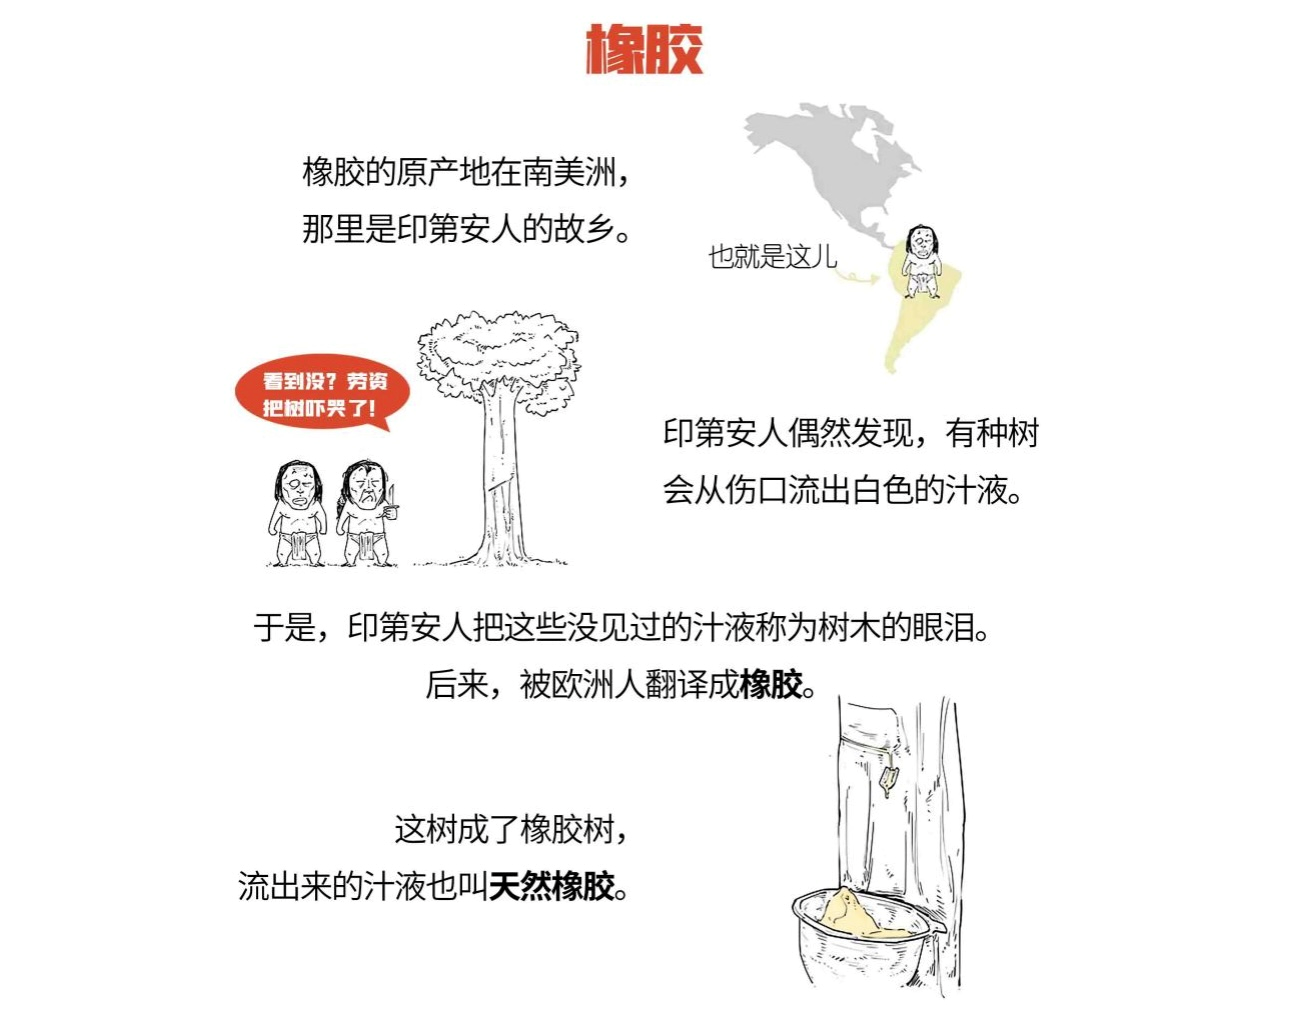 橡胶
橡胶的原产地在南美洲，
那里是印第安人的故乡。
也就是这儿
看到没？劳资
把树吓哭了！
印第安人偶然发现，有种树
会从伤口流出白色的汁液。
于是，印第安人把这些没见过的汁液称为树木的眼泪。
后来，被欧洲人翻译成橡胶。
这树成了橡胶树，
流出来的汁液也叫天然橡胶。